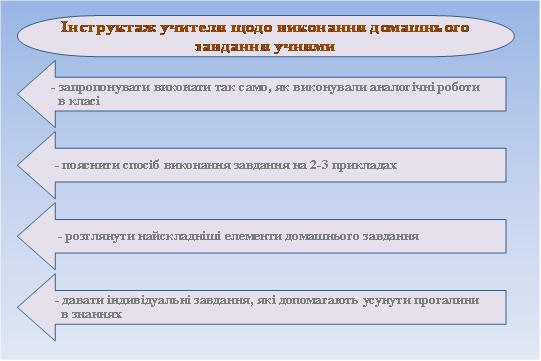 Інструктаж учителя щодо виконання домашнього
завдання учнями
- запропонувати виконати так само, як виконували аналогічні роботи
в класі
- пояснити спосіб виконання завдання на 2-3 прикладах
- розглянути найскладніші елементи домашнього завдання
- давати індивідуальні завдання, які допомагають усунути прогалини
в знаннях